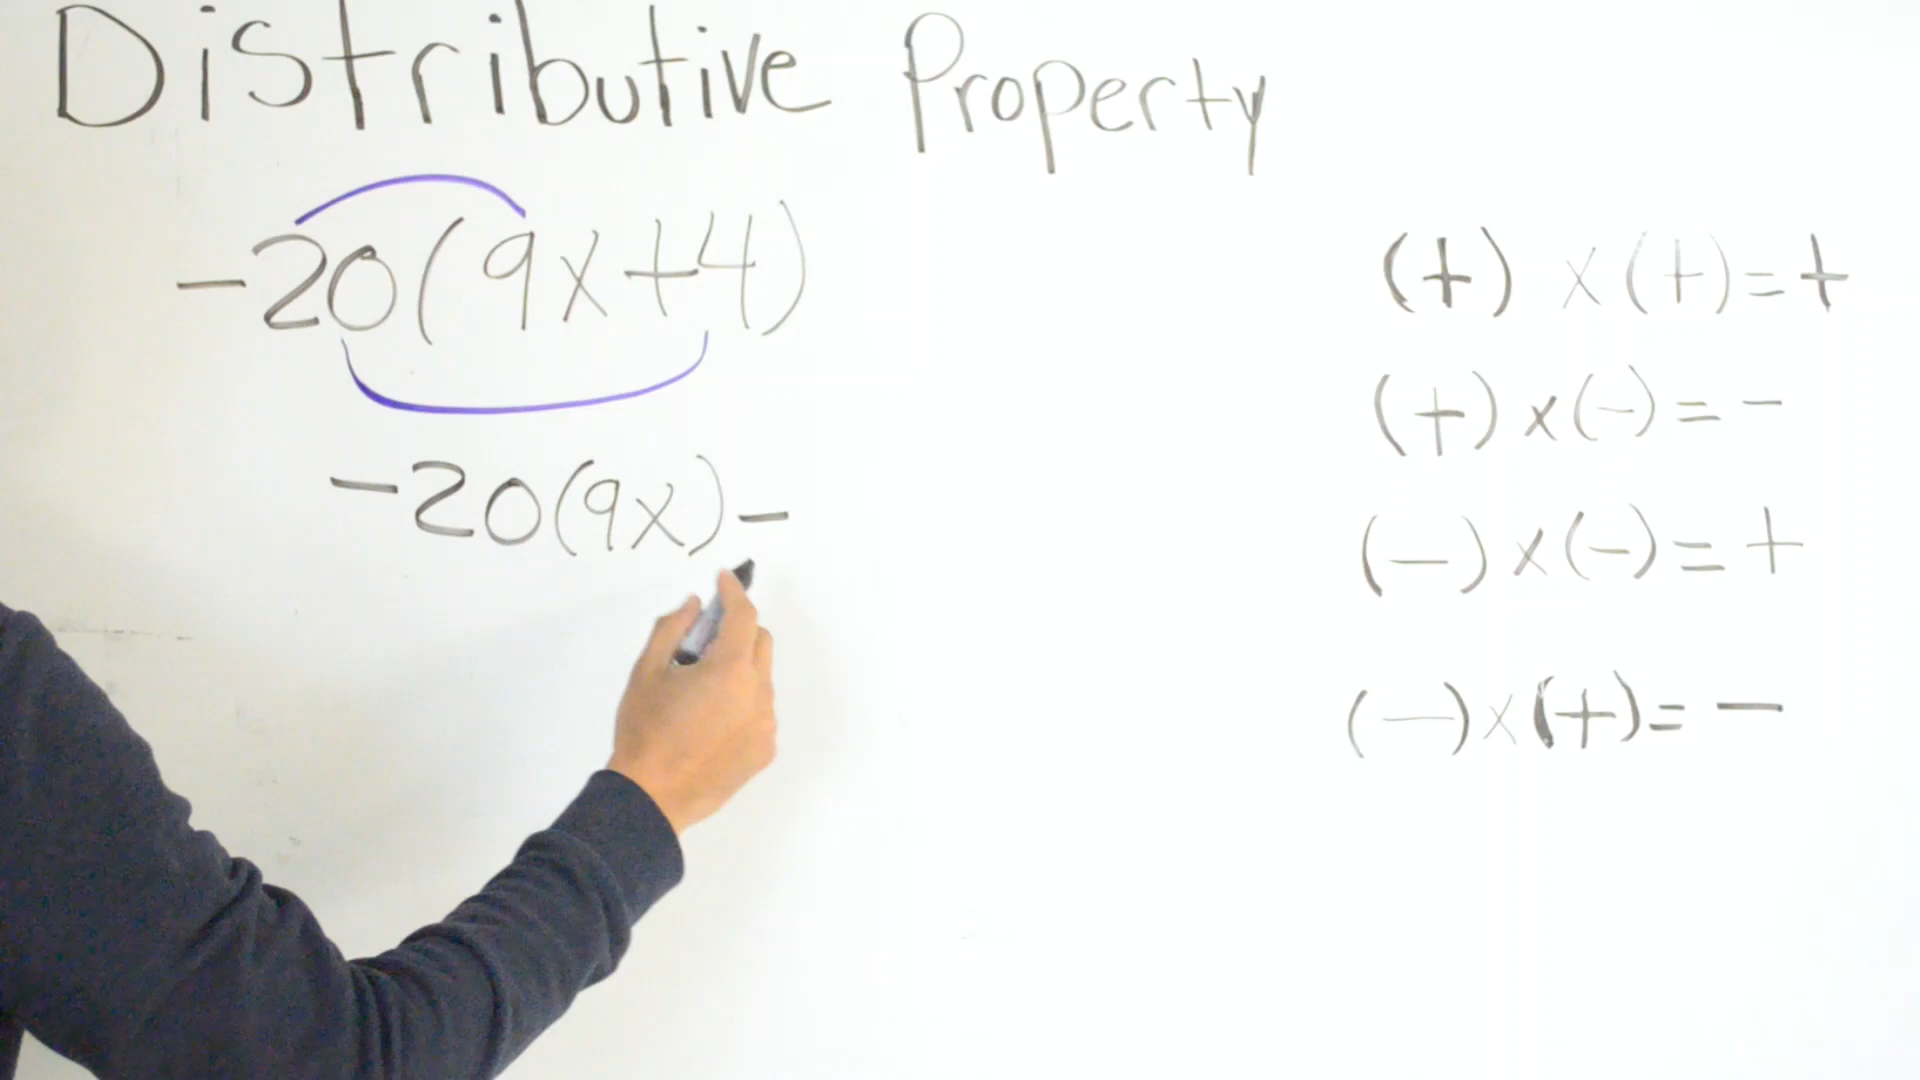 Distributive Property
-20(9x+4)
-20(9x)-
(+) x (+) = +
(+) x (-) = -
(-) x (-) = +
(-) x (+) = -